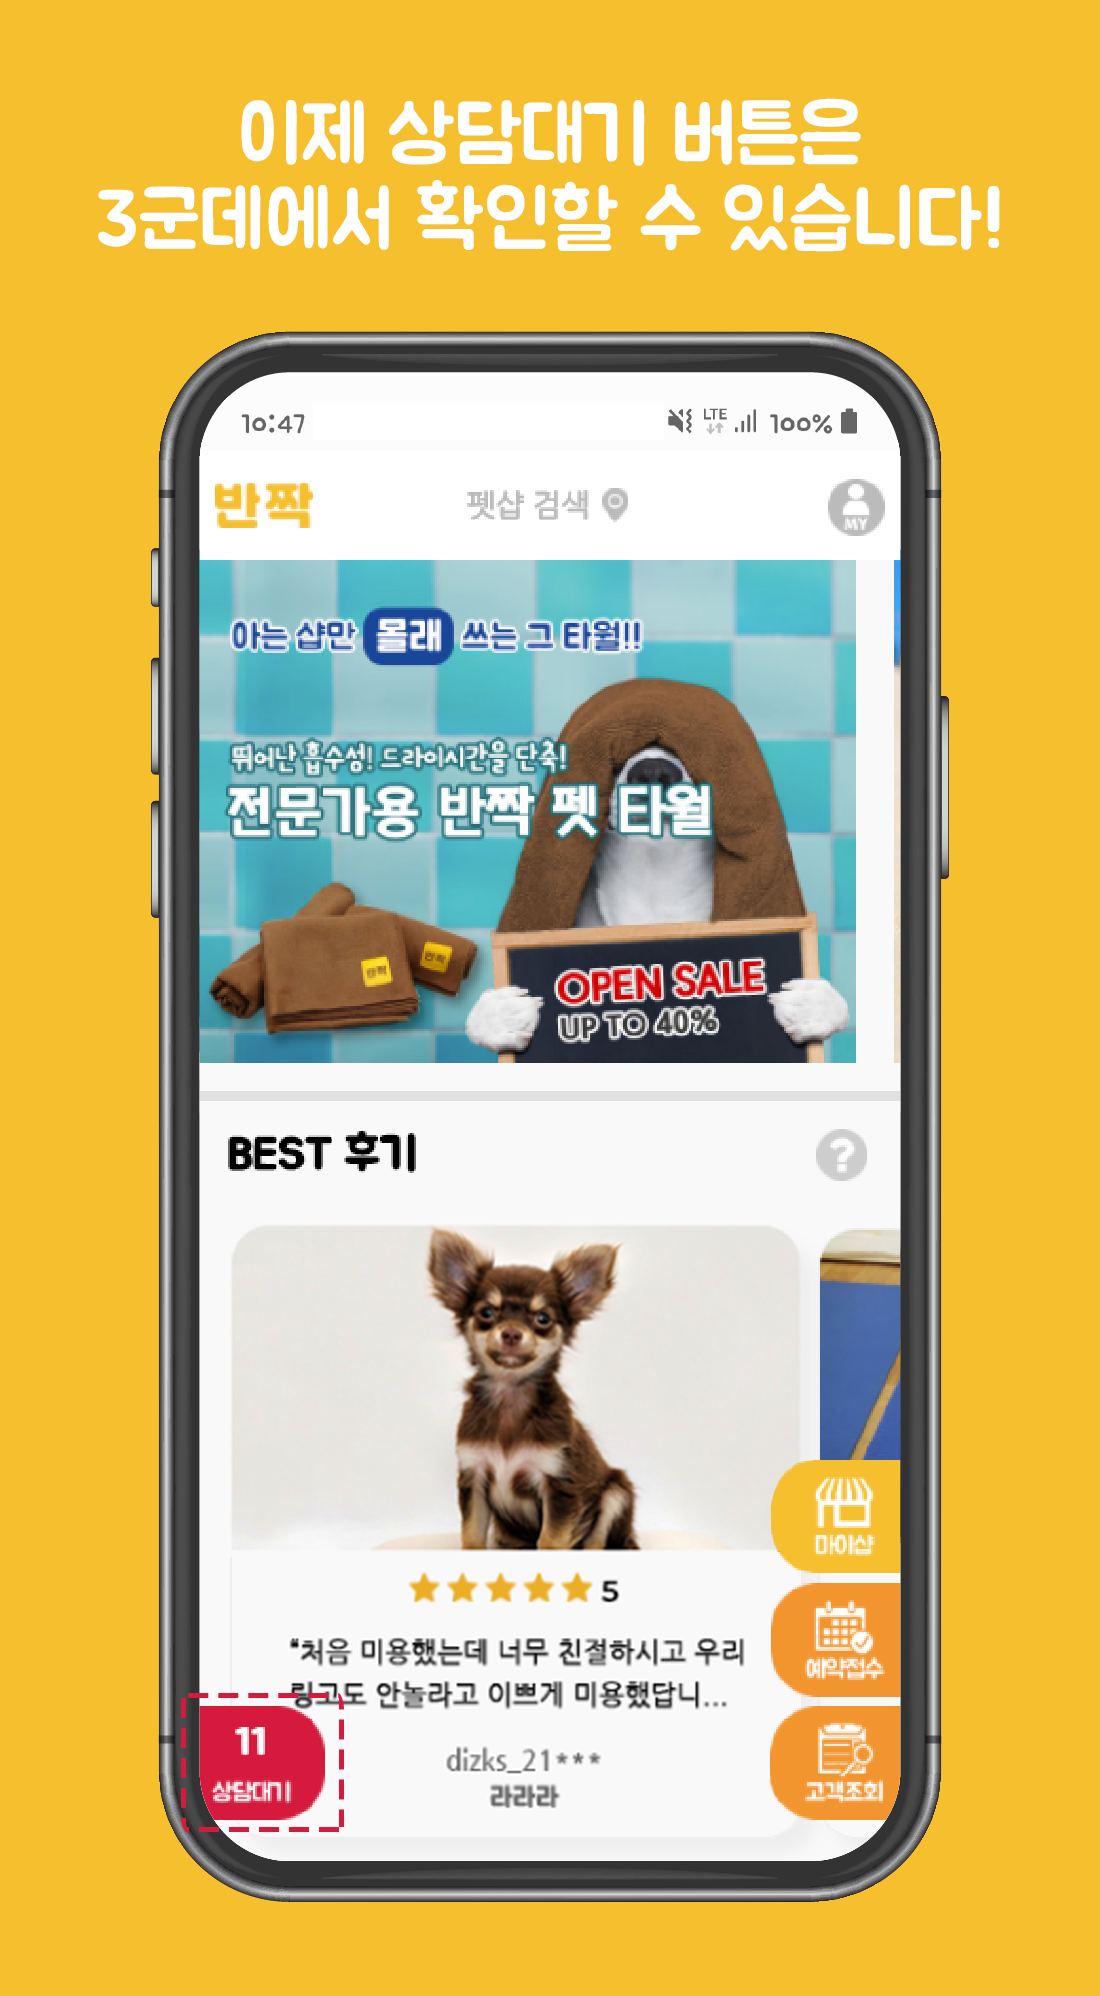 이제 상담대기 버튼은
3군데에서 확인할 수 있습니다!
10:47 LTE 100%
반짝 펫샵 검색 MY
아는 샵만 몰래 쓰는 그 타월!!
뛰어난 흡수성! 드라이시간을 단축!
전문가용 반짝 펫 타월
반짝 반짝
OPEN SALE
UP TO 40%
BEST 후기 ?
마이샵
5
예약접수
“처음 미용했는데 너무 친절하시고 우리
링고도 안놀라고 이쁘게 미용했답니...
11
상담대기
dizks_21***
라라라
고객조회